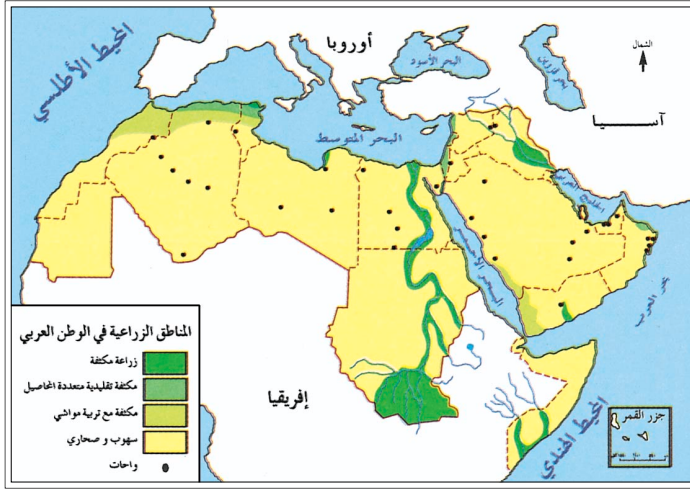 المحيط الأطلسي
أوروبا
الشمال
البحر الأسود
بحر قزوين
آسيـــــــا
البحر المتوسط
الخليج العربي
البحر الأحمر
بحر العرب
المناطق الزراعية في الوطن العربي
زراعة مكثفة
مكثفة تقليدية متعددة المحاصيل
مكثفة مع تربية مواشي
سهوب و صحاري
واحات
إفريقيا
المحيط الهندي
جزر القمر